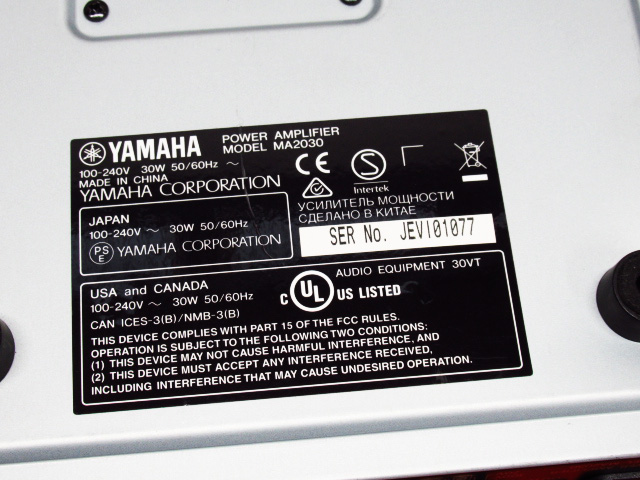 YAMAHA POWER AMPLIFIER
MODEL MA2030
100-240V 30W 50/60Hz ~
MADE IN CHINA
YAMAHA CORPORATION
CE
S
Intertek
УСИЛИТЕЛЬ МОЩНОСТИ
СДЕЛАНО В КИТАЕ
SER No. JEVI01077
JAPAN
100-240V ~ 30W 50/60Hz
PS E YAMAHA CORPORATION
USA and CANADA
100-240V ~ 30W 50/60Hz
CAN ICES-3(B)/NMB-3(B)
AUDIO EQUIPMENT 30VT
C UL US LISTED
THIS DEVICE COMPLIES WITH PART 15 OF THE FCC RULES.
OPERATION IS SUBJECT TO THE FOLLOWING TWO CONDITIONS:
(1) THIS DEVICE MAY NOT CAUSE HARMFUL INTERFERENCE, AND
(2) THIS DEVICE MUST ACCEPT ANY INTERFERENCE RECEIVED,
INCLUDING INTERFERENCE THAT MAY CAUSE UNDESIRED OPERATION.